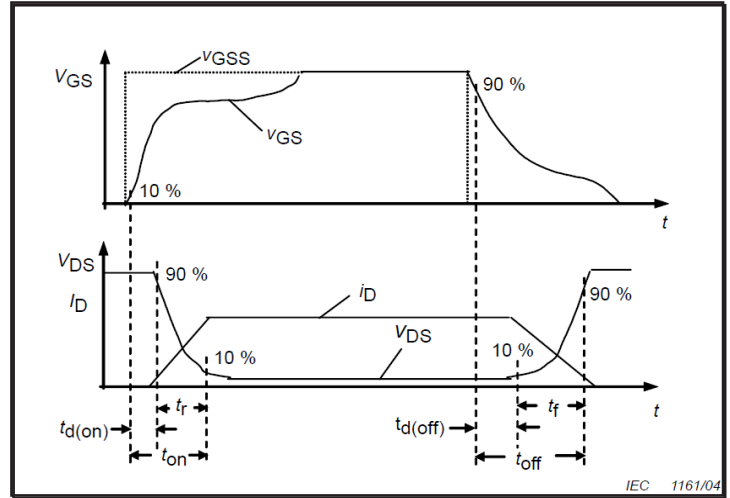 vGSS
VGS
90 %
vGS
10 %
t
VDS
90 %
ID
iD
90 %
VDS
10 %
10 %
tr
tf
t
td(on)
td(off)
ton
toff
IEC 1161/04